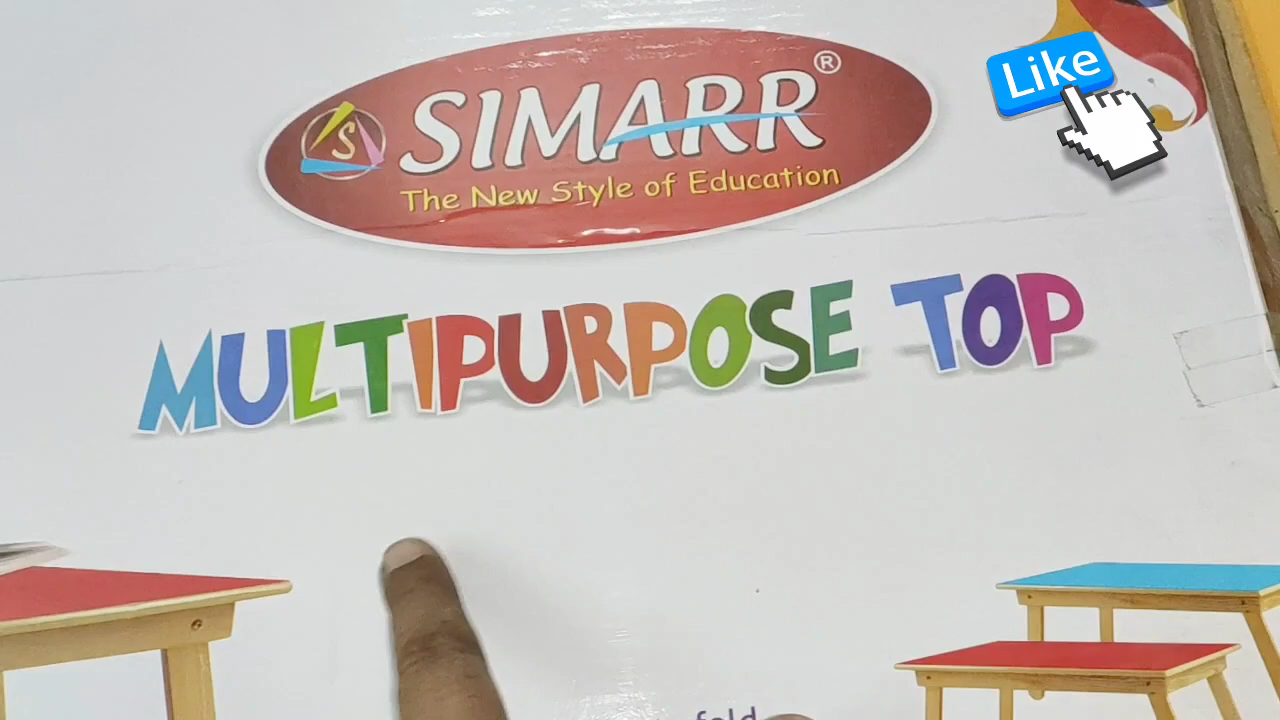 SIMARR®
The New Style of Education
MULTIPURPOSE TOP
Like
fold